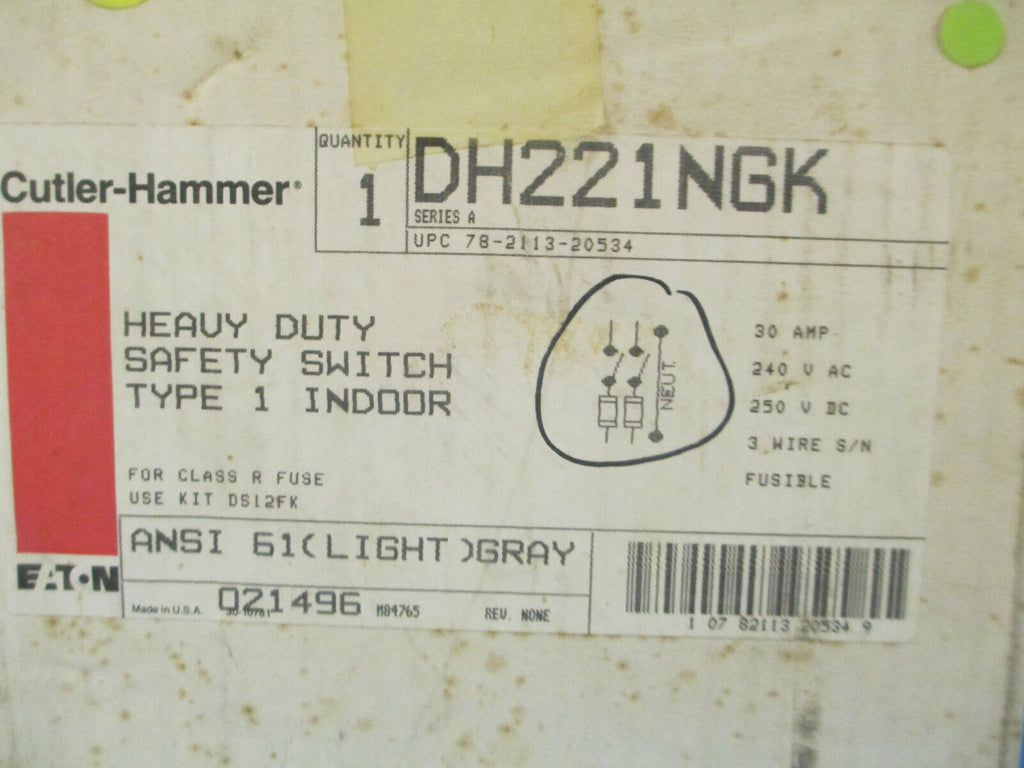 QUANTITY
1
DH221NGK
SERIES A
UPC 78-2113-20534
Cutler-Hammer®
HEAVY DUTY
SAFETY SWITCH
TYPE 1 INDOOR
NEUT.
30 AMP
240 V AC
250 V DC
3 WIRE S/N
FUSIBLE
FOR CLASS R FUSE
USE KIT DS12FK
ANSI 61(LIGHT)GRAY
EATON
Made in U.S.A.
021496
M84765
REV. NONE
1 07 82113 20534 9